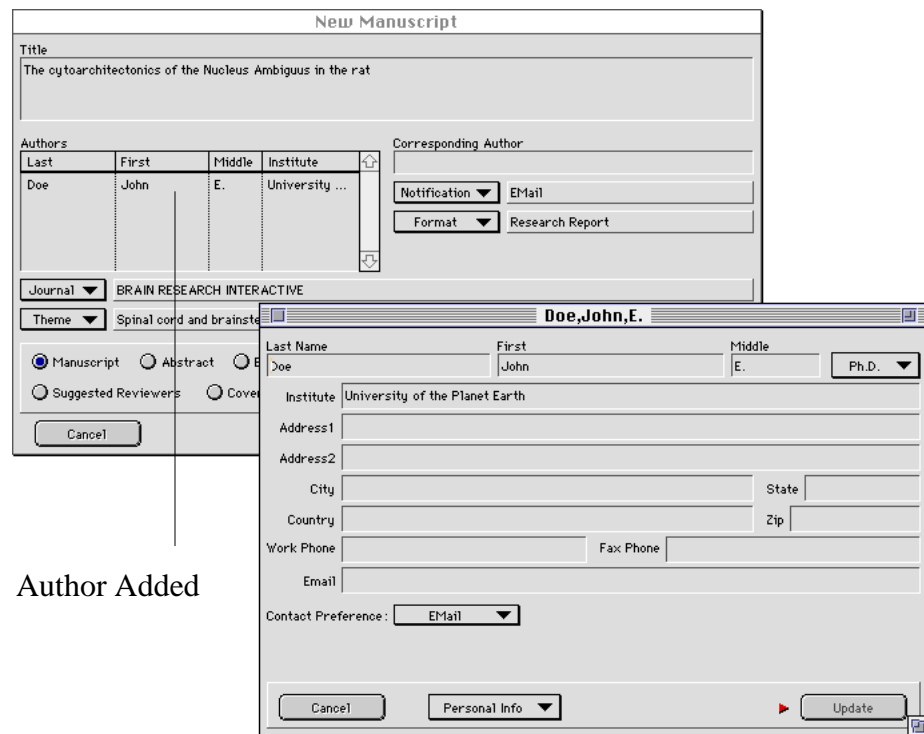 New Manuscript
Title
The cytoarchitectonics of the Nucleus Ambiguus in the rat
Authors
Last First Middle Institute
Doe John E. University ...
Corresponding Author
Notification EMail
Format Research Report
Journal BRAIN RESEARCH INTERACTIVE
Theme Spinal cord and brainste
Manuscript Abstract E
Suggested Reviewers Cover
Cancel
Author Added
Doe,John,E.
Last Name First Middle
Doe John E. Ph.D.
Institute University of the Planet Earth
Address1
Address2
City State
Country Zip
Work Phone Fax Phone
Email
Contact Preference: EMail
Cancel Personal Info Update